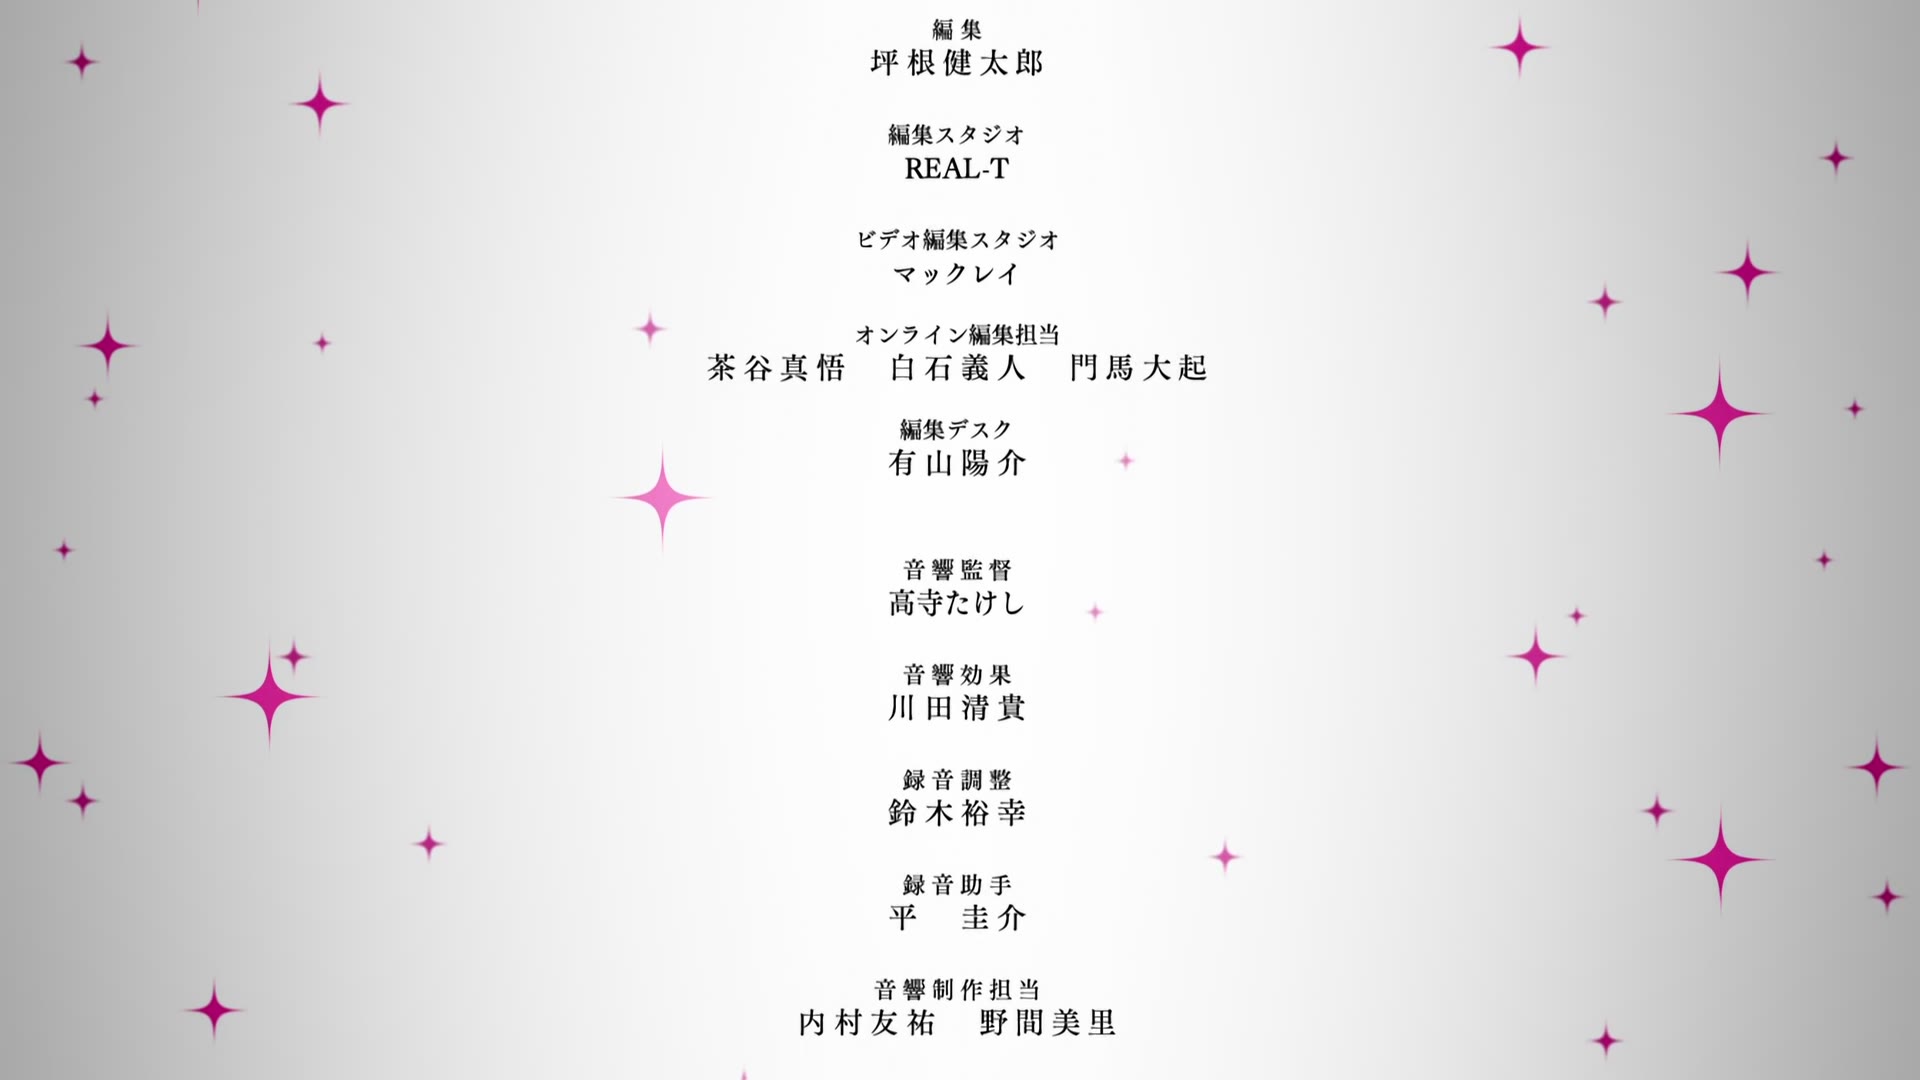 編集
坪根健太郎
編集スタジオ
REAL-T
ビデオ編集スタジオ
マックレイ
オンライン編集担当
茶谷真悟　白石義人　門馬大起
編集デスク
有山陽介
音響監督
髙寺たけし
音響効果
川田清貴
録音調整
鈴木裕幸
録音助手
平　圭介
音響制作担当
内村友祐　野間美里